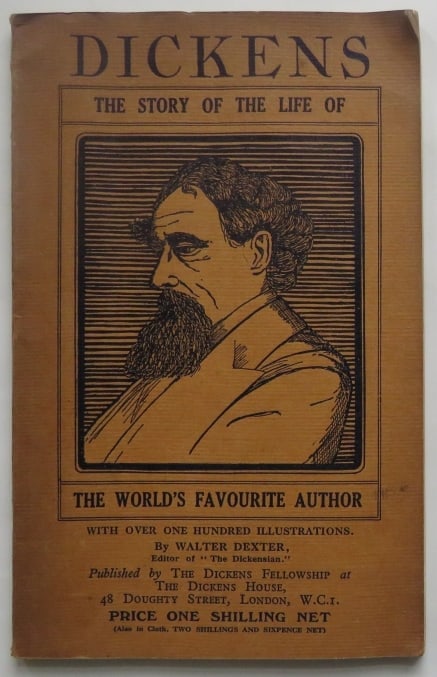 DICKENS
THE STORY OF THE LIFE OF
THE WORLD'S FAVOURITE AUTHOR
WITH OVER ONE HUNDRED ILLUSTRATIONS.
By WALTER DEXTER,
Editor of "The Dickensian."
Published by THE DICKENS FELLOWSHIP at
THE DICKENS HOUSE,
48 DOUGHTY STREET, LONDON, W.C.1.
PRICE ONE SHILLING NET
(Also in Cloth, TWO SHILLINGS AND SIXPENCE NET)